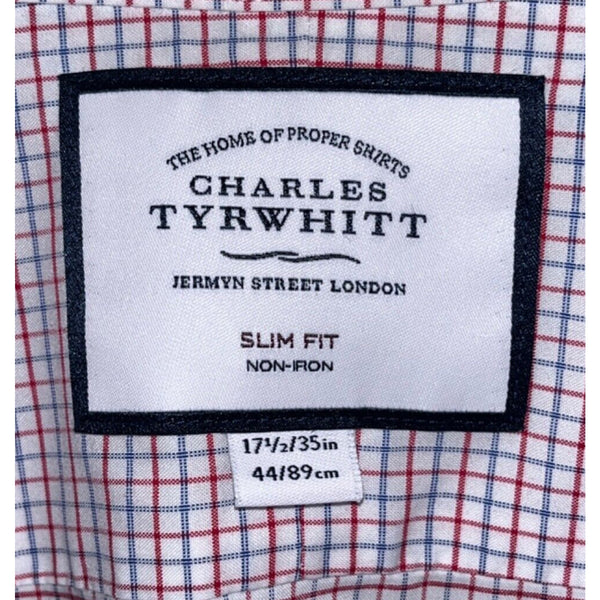 THE HOME OF PROPER SHIRTS
CHARLES
TYRWHITT
JERMYN STREET LONDON
SLIM FIT
NON-IRON
17½/35in
44/89cm